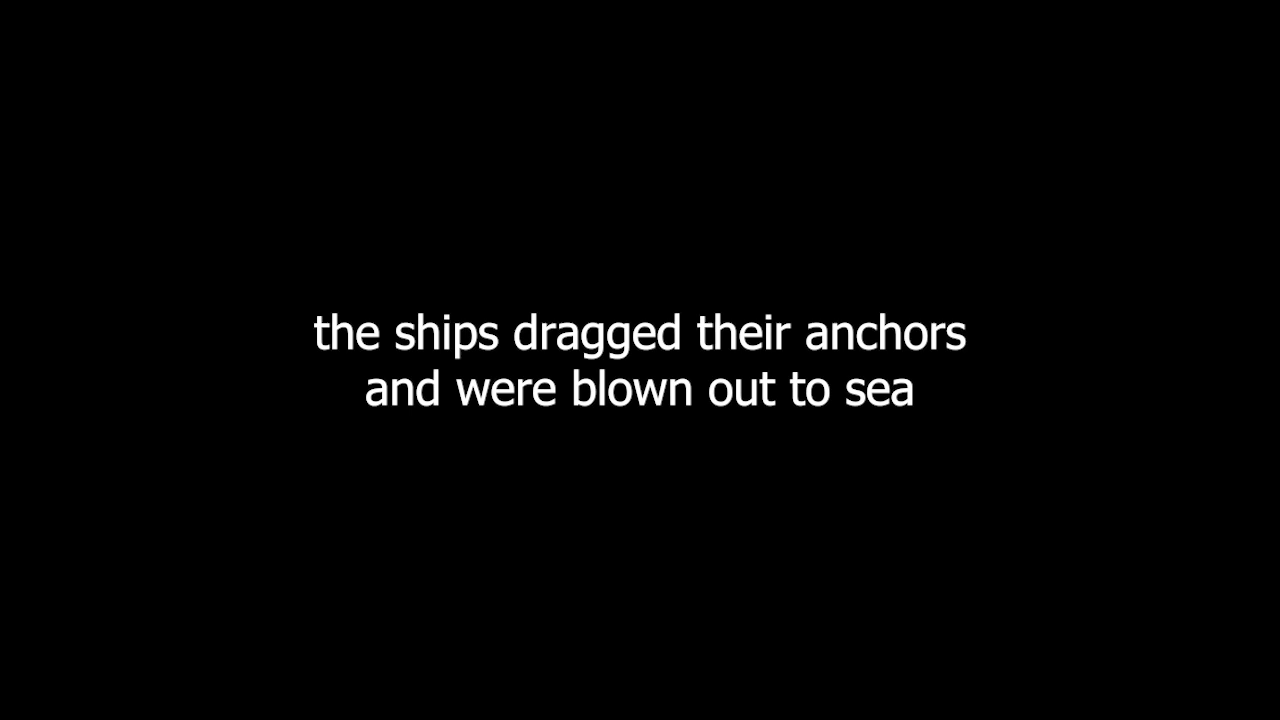 the ships dragged their anchors
and were blown out to sea